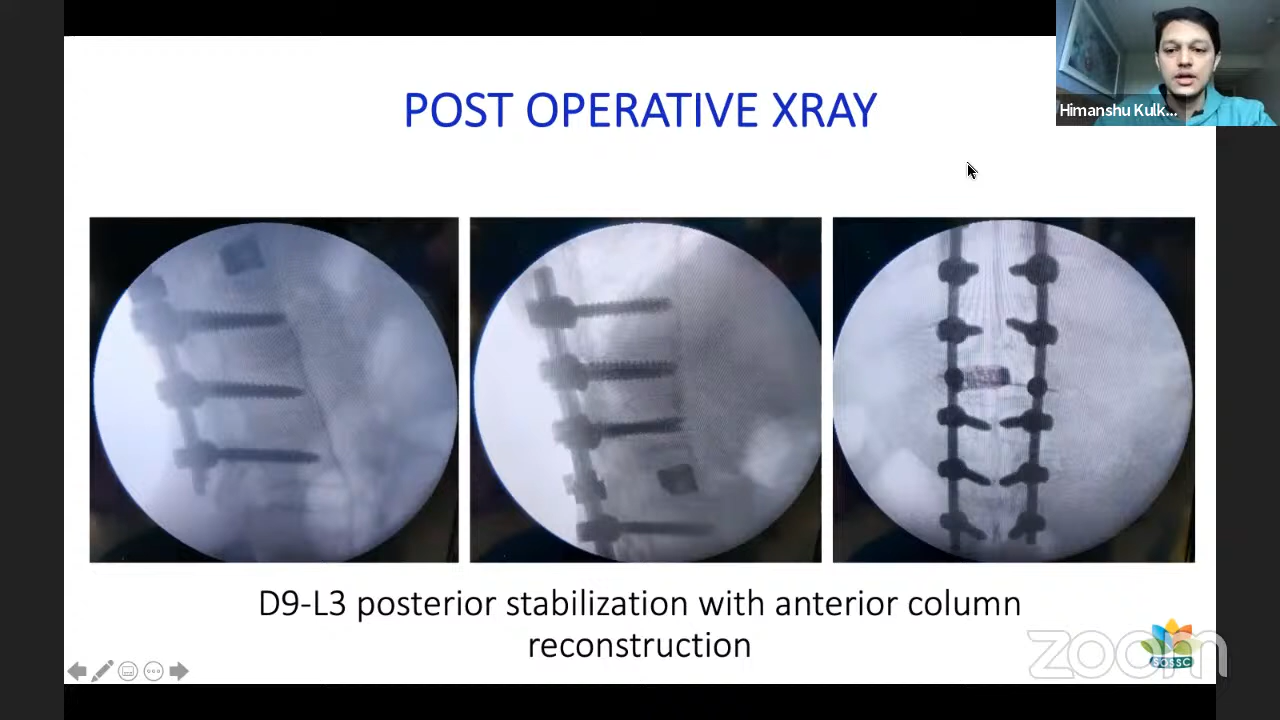 POST OPERATIVE XRAY
Himanshu Kulk...
D9-L3 posterior stabilization with anterior column
reconstruction
zoom
SOSSC